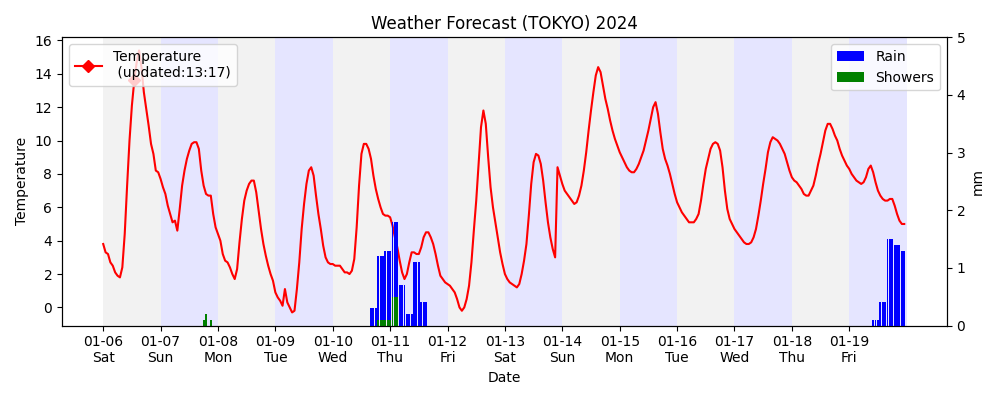 Weather Forecast (TOKYO) 2024
Temperature
(updated:13:17)
Rain
Showers
Temperature
16
14
12
10
8
6
4
2
0
5
4
3
2
1
0
mm
01-06 01-07 01-08 01-09 01-10 01-11 01-12 01-13 01-14 01-15 01-16 01-17 01-18 01-19
Sat Sun Mon Tue Wed Thu Fri Sat Sun Mon Tue Wed Thu Fri
Date